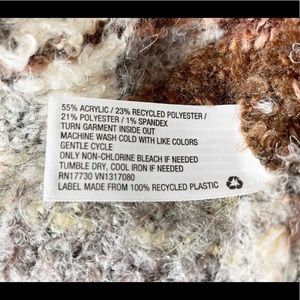 55% ACRYLIC / 23% RECYCLED POLYESTER /
21% POLYESTER / 1% SPANDEX
TURN GARMENT INSIDE OUT
MACHINE WASH COLD WITH LIKE COLORS
GENTLE CYCLE
ONLY NON-CHLORINE BLEACH IF NEEDED
TUMBLE DRY, COOL IRON IF NEEDED
RN17730 VN1317080
LABEL MADE FROM 100% RECYCLED PLASTIC